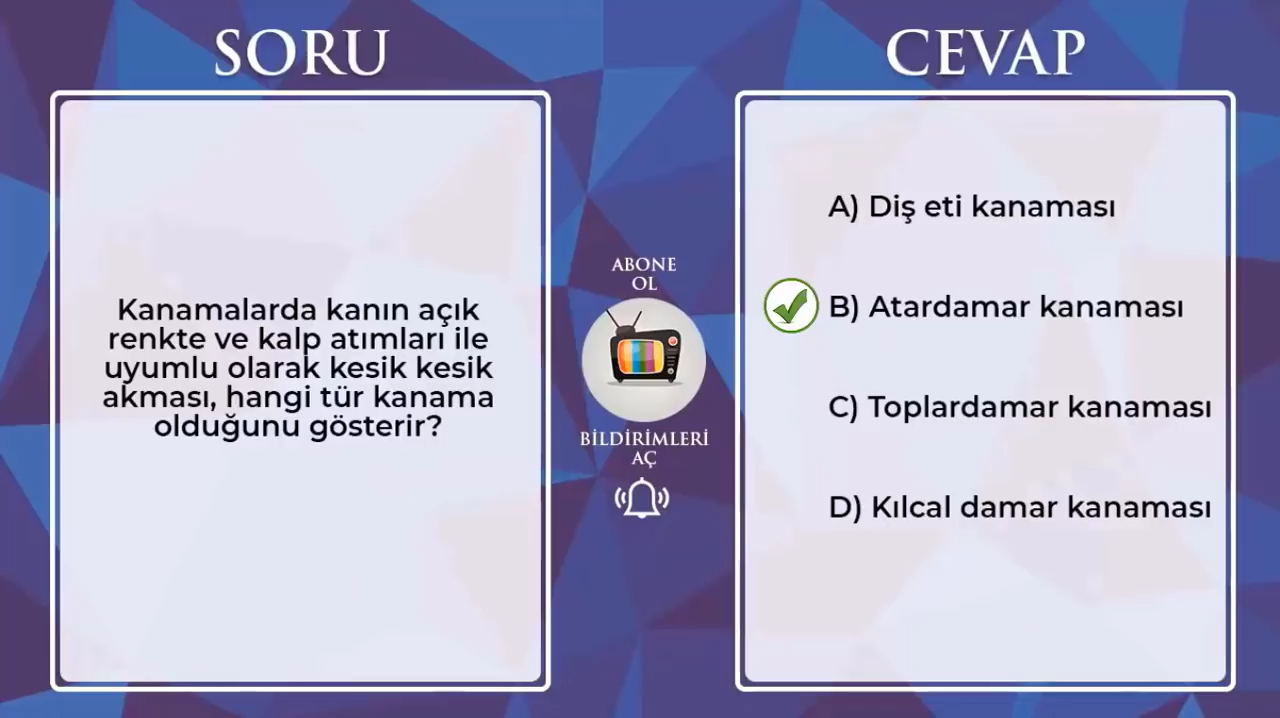 SORU
Kanamalarda kanın açık
renkte ve kalp atımları ile
uyumlu olarak kesik kesik
akması, hangi tür kanama
olduğunu gösterir?
ABONE
OL
BİLDİRİMLERİ
AÇ
CEVAP
A) Diş eti kanaması
B) Atardamar kanaması
C) Toplardamar kanaması
D) Kılcal damar kanaması